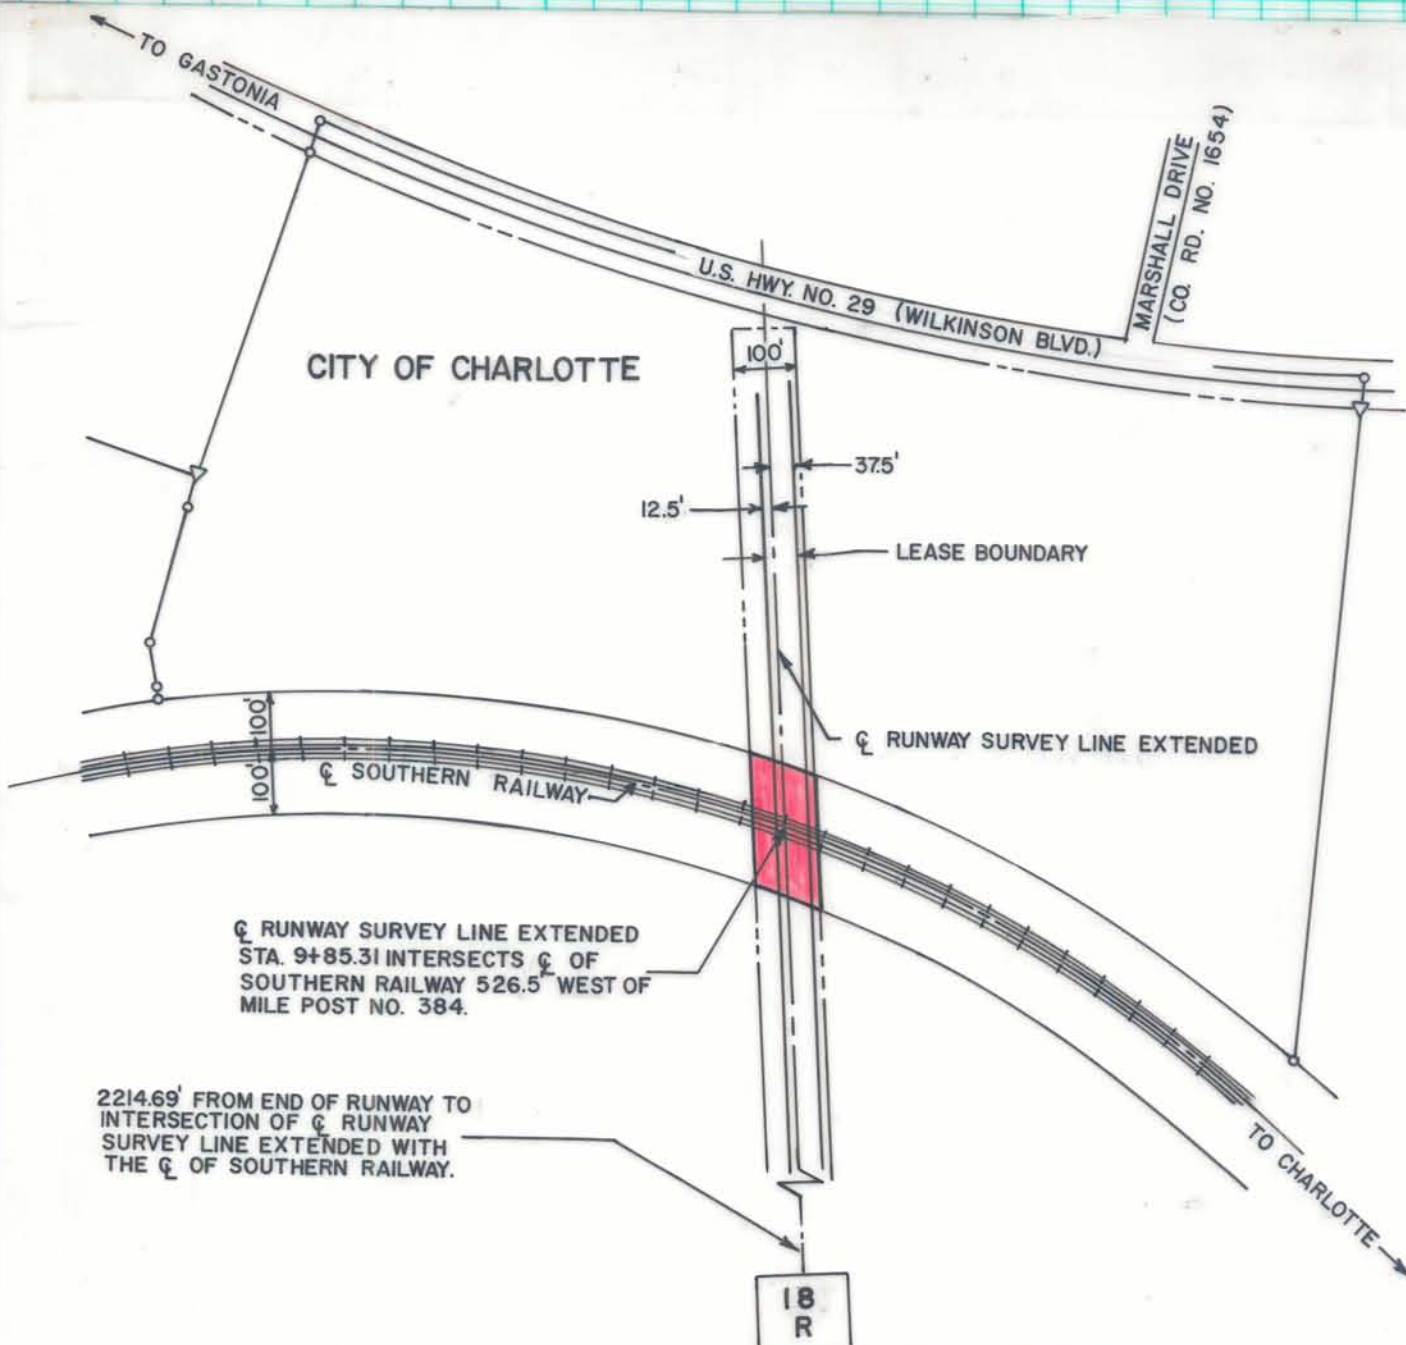 TO GASTONIA
MARSHALL DRIVE
(CO. RD. NO. 1654)
U.S. HWY. NO. 29 (WILKINSON BLVD.)
CITY OF CHARLOTTE
100'
37.5'
12.5'
LEASE BOUNDARY
℄ RUNWAY SURVEY LINE EXTENDED
100'
100'
℄ SOUTHERN RAILWAY
℄ RUNWAY SURVEY LINE EXTENDED
STA. 9+85.31 INTERSECTS ℄ OF
SOUTHERN RAILWAY 526.5' WEST OF
MILE POST NO. 384.
2214.69' FROM END OF RUNWAY TO
INTERSECTION OF ℄ RUNWAY
SURVEY LINE EXTENDED WITH
THE ℄ OF SOUTHERN RAILWAY.
TO CHARLOTTE
18
R